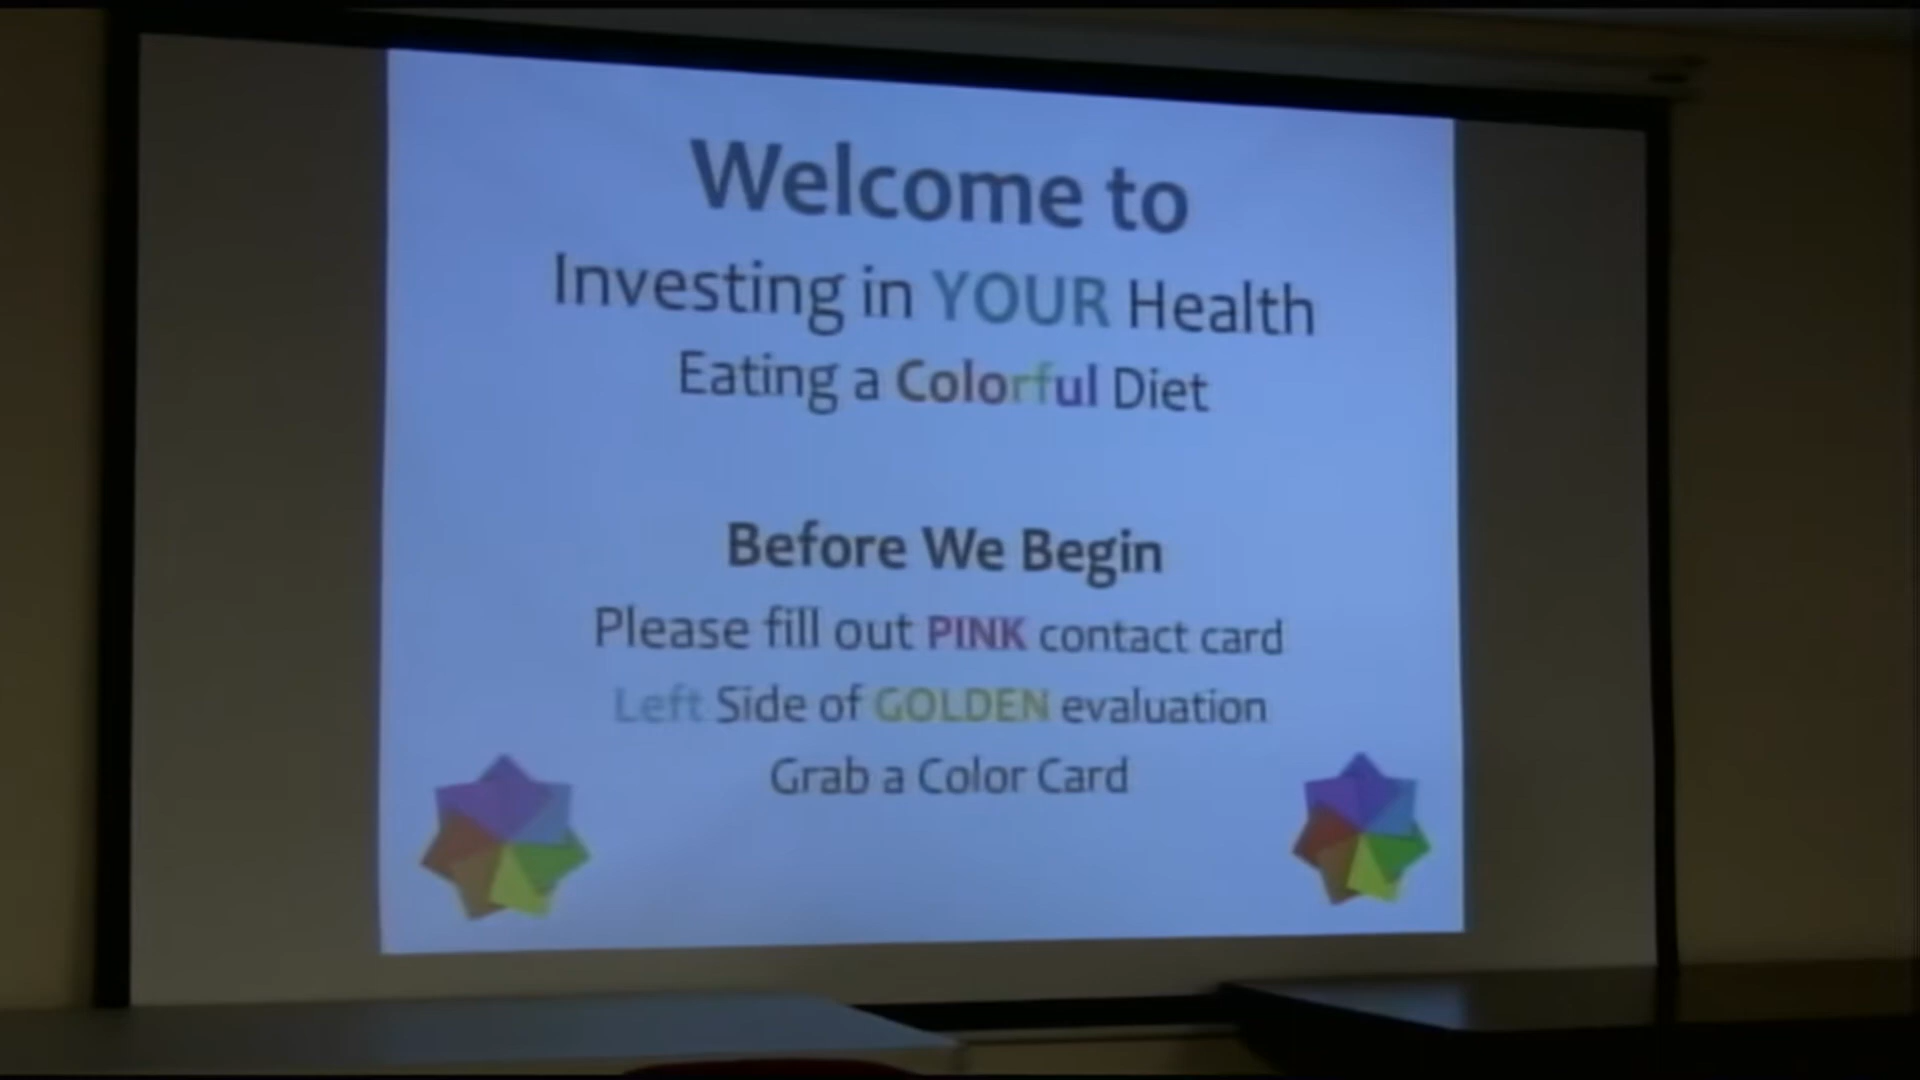 Welcome to
Investing in YOUR Health
Eating a Colorful Diet
Before We Begin
Please fill out PINK contact card
Left Side of GOLDEN evaluation
Grab a Color Card